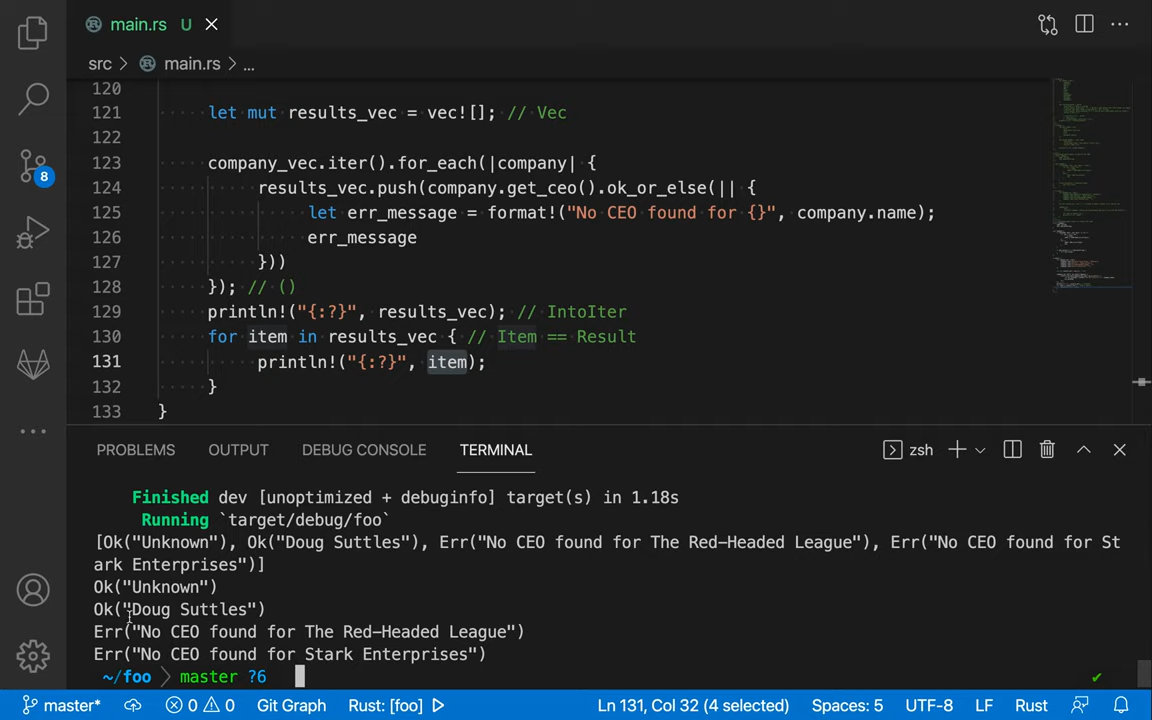 main.rs U
src > main.rs > ...
120
121 let mut results_vec = vec![]; // Vec
122
123 company_vec.iter().for_each(|company| {
124 results_vec.push(company.get_ceo().ok_or_else(|| {
125 let err_message = format!("No CEO found for {}", company.name);
126 err_message
127 }))
128 }); // ()
129 println!("{:?}", results_vec); // IntoIter
130 for item in results_vec { // Item == Result
131 println!("{:?}", item);
132 }
133 }
8
PROBLEMS OUTPUT DEBUG CONSOLE TERMINAL zsh
Finished dev [unoptimized + debuginfo] target(s) in 1.18s
Running `target/debug/foo`
[Ok("Unknown"), Ok("Doug Suttles"), Err("No CEO found for The Red-Headed League"), Err("No CEO found for St
ark Enterprises")]
Ok("Unknown")
Ok("Doug Suttles")
Err("No CEO found for The Red-Headed League")
Err("No CEO found for Stark Enterprises")
~/foo > master ?6
master* 0 0 Git Graph Rust: [foo] Ln 131, Col 32 (4 selected) Spaces: 5 UTF-8 LF Rust